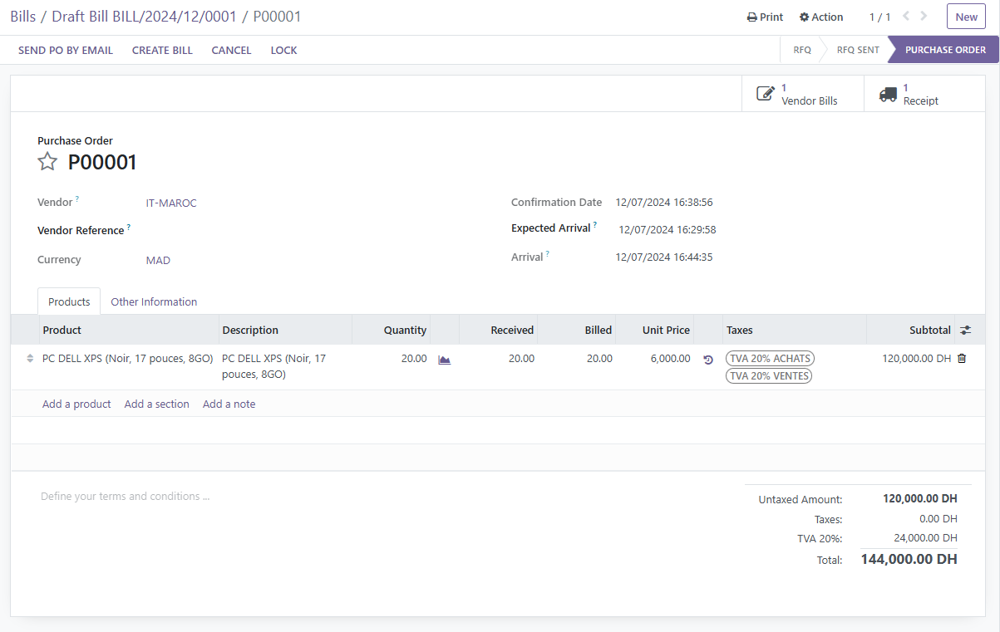 Bills / Draft Bill BILL/2024/12/0001 / P00001
Print Action 1 / 1 New
SEND PO BY EMAIL CREATE BILL CANCEL LOCK RFQ RFQ SENT PURCHASE ORDER
1 Vendor Bills
1 Receipt
Purchase Order
P00001
Vendor ? IT-MAROC
Vendor Reference ?
Currency MAD
Confirmation Date 12/07/2024 16:38:56
Expected Arrival ? 12/07/2024 16:29:58
Arrival ? 12/07/2024 16:44:35
Products Other Information
Product Description Quantity Received Billed Unit Price Taxes Subtotal
PC DELL XPS (Noir, 17 pouces, 8GO) PC DELL XPS (Noir, 17 20.00 20.00 20.00 6,000.00 TVA 20% ACHATS 120,000.00 DH
pouces, 8GO) TVA 20% VENTES
Add a product Add a section Add a note
Define your terms and conditions ...
Untaxed Amount: 120,000.00 DH
Taxes: 0.00 DH
TVA 20%: 24,000.00 DH
Total: 144,000.00 DH